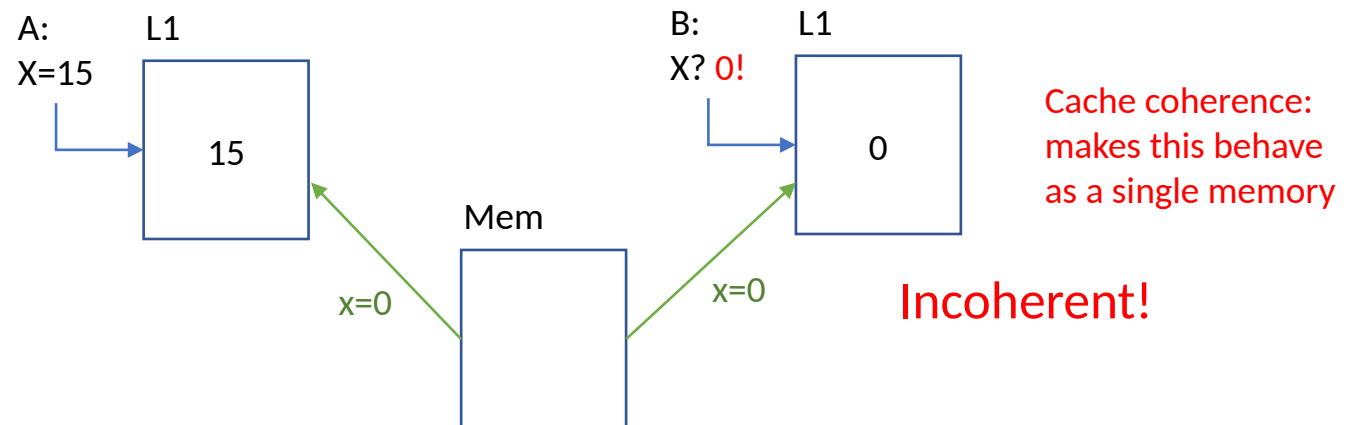 A:
X=15
L1
15
B:
X? 0!
L1
0
Cache coherence:
makes this behave
as a single memory
Mem
x=0
x=0
Incoherent!